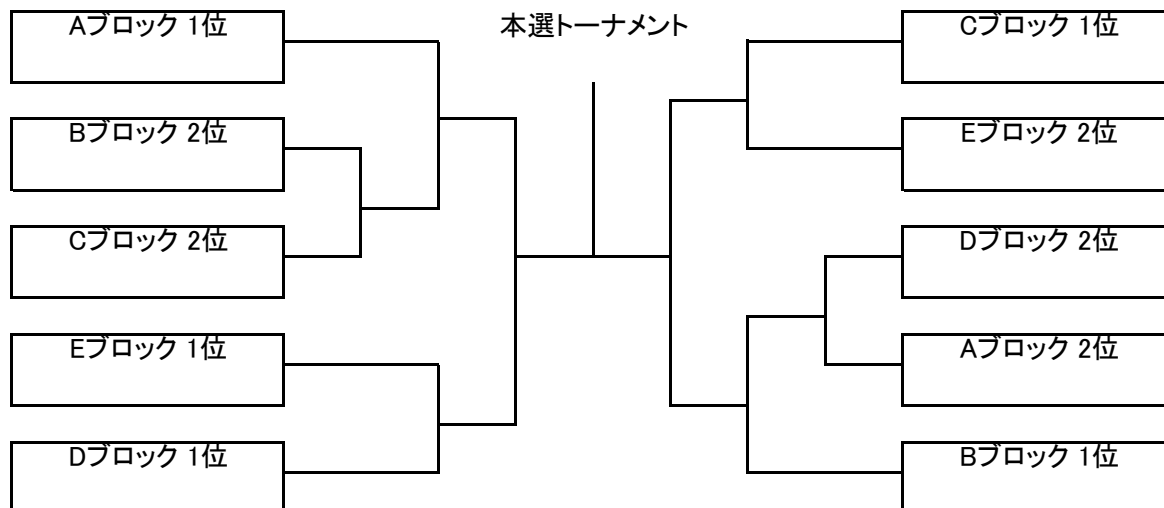 本選トーナメント
Aブロック 1位
Bブロック 2位
Cブロック 2位
Eブロック 1位
Dブロック 1位
Cブロック 1位
Eブロック 2位
Dブロック 2位
Aブロック 2位
Bブロック 1位